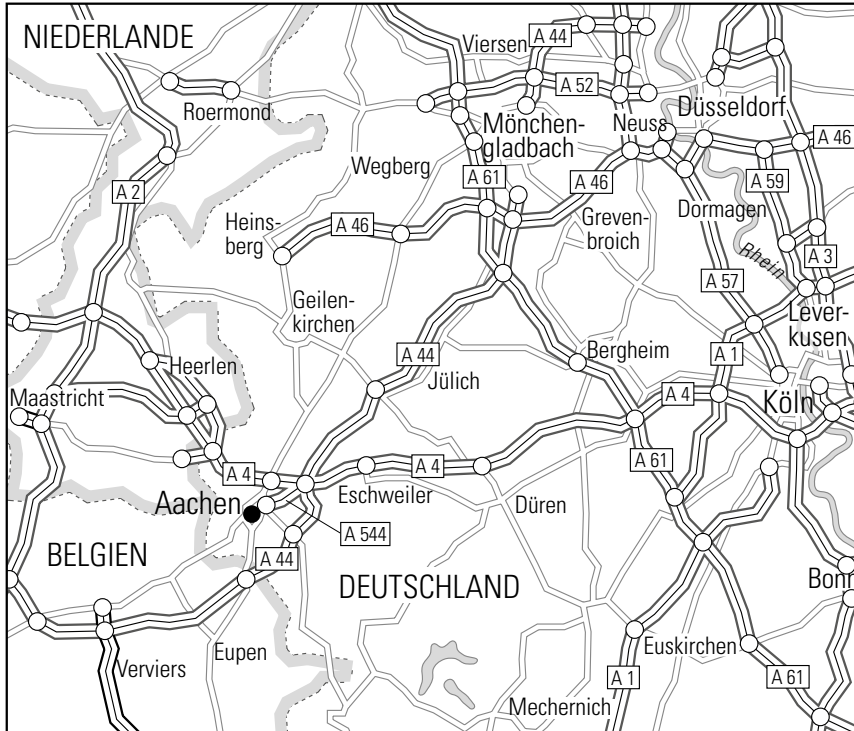 NIEDERLANDE
Viersen
A 44
A 52
Roermond
Düsseldorf
Mönchen-
gladbach
Neuss
A 46
Wegberg
A 2
A 61
A 46
A 59
Heins-
berg
A 46
Greven-
broich
Dormagen
Rhein
A 3
A 57
Geilen-
kirchen
Lever-
kusen
Heerlen
A 44
Jülich
Bergheim
A 1
Maastricht
A 4
Köln
A 4
A 4
A 61
Eschweiler
Düren
Aachen
A 544
BELGIEN
A 44
DEUTSCHLAND
Bonn
Eupen
Euskirchen
Verviers
A 1
A 61
Mechernich